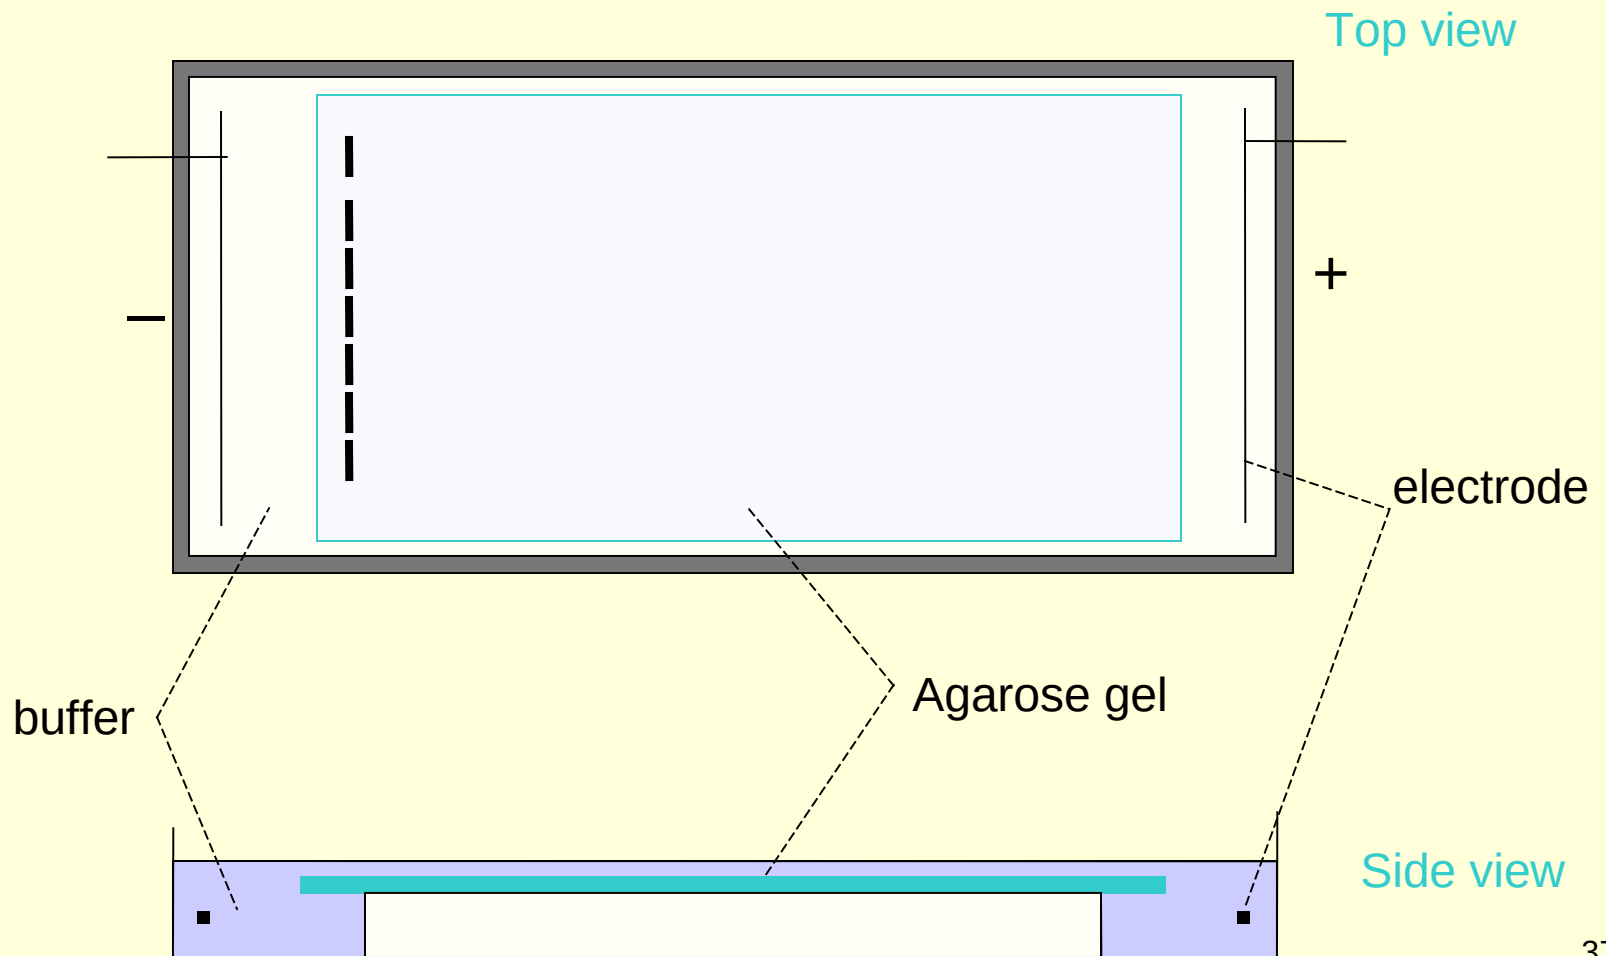 Top view
–
+
electrode
Agarose gel
buffer
Side view